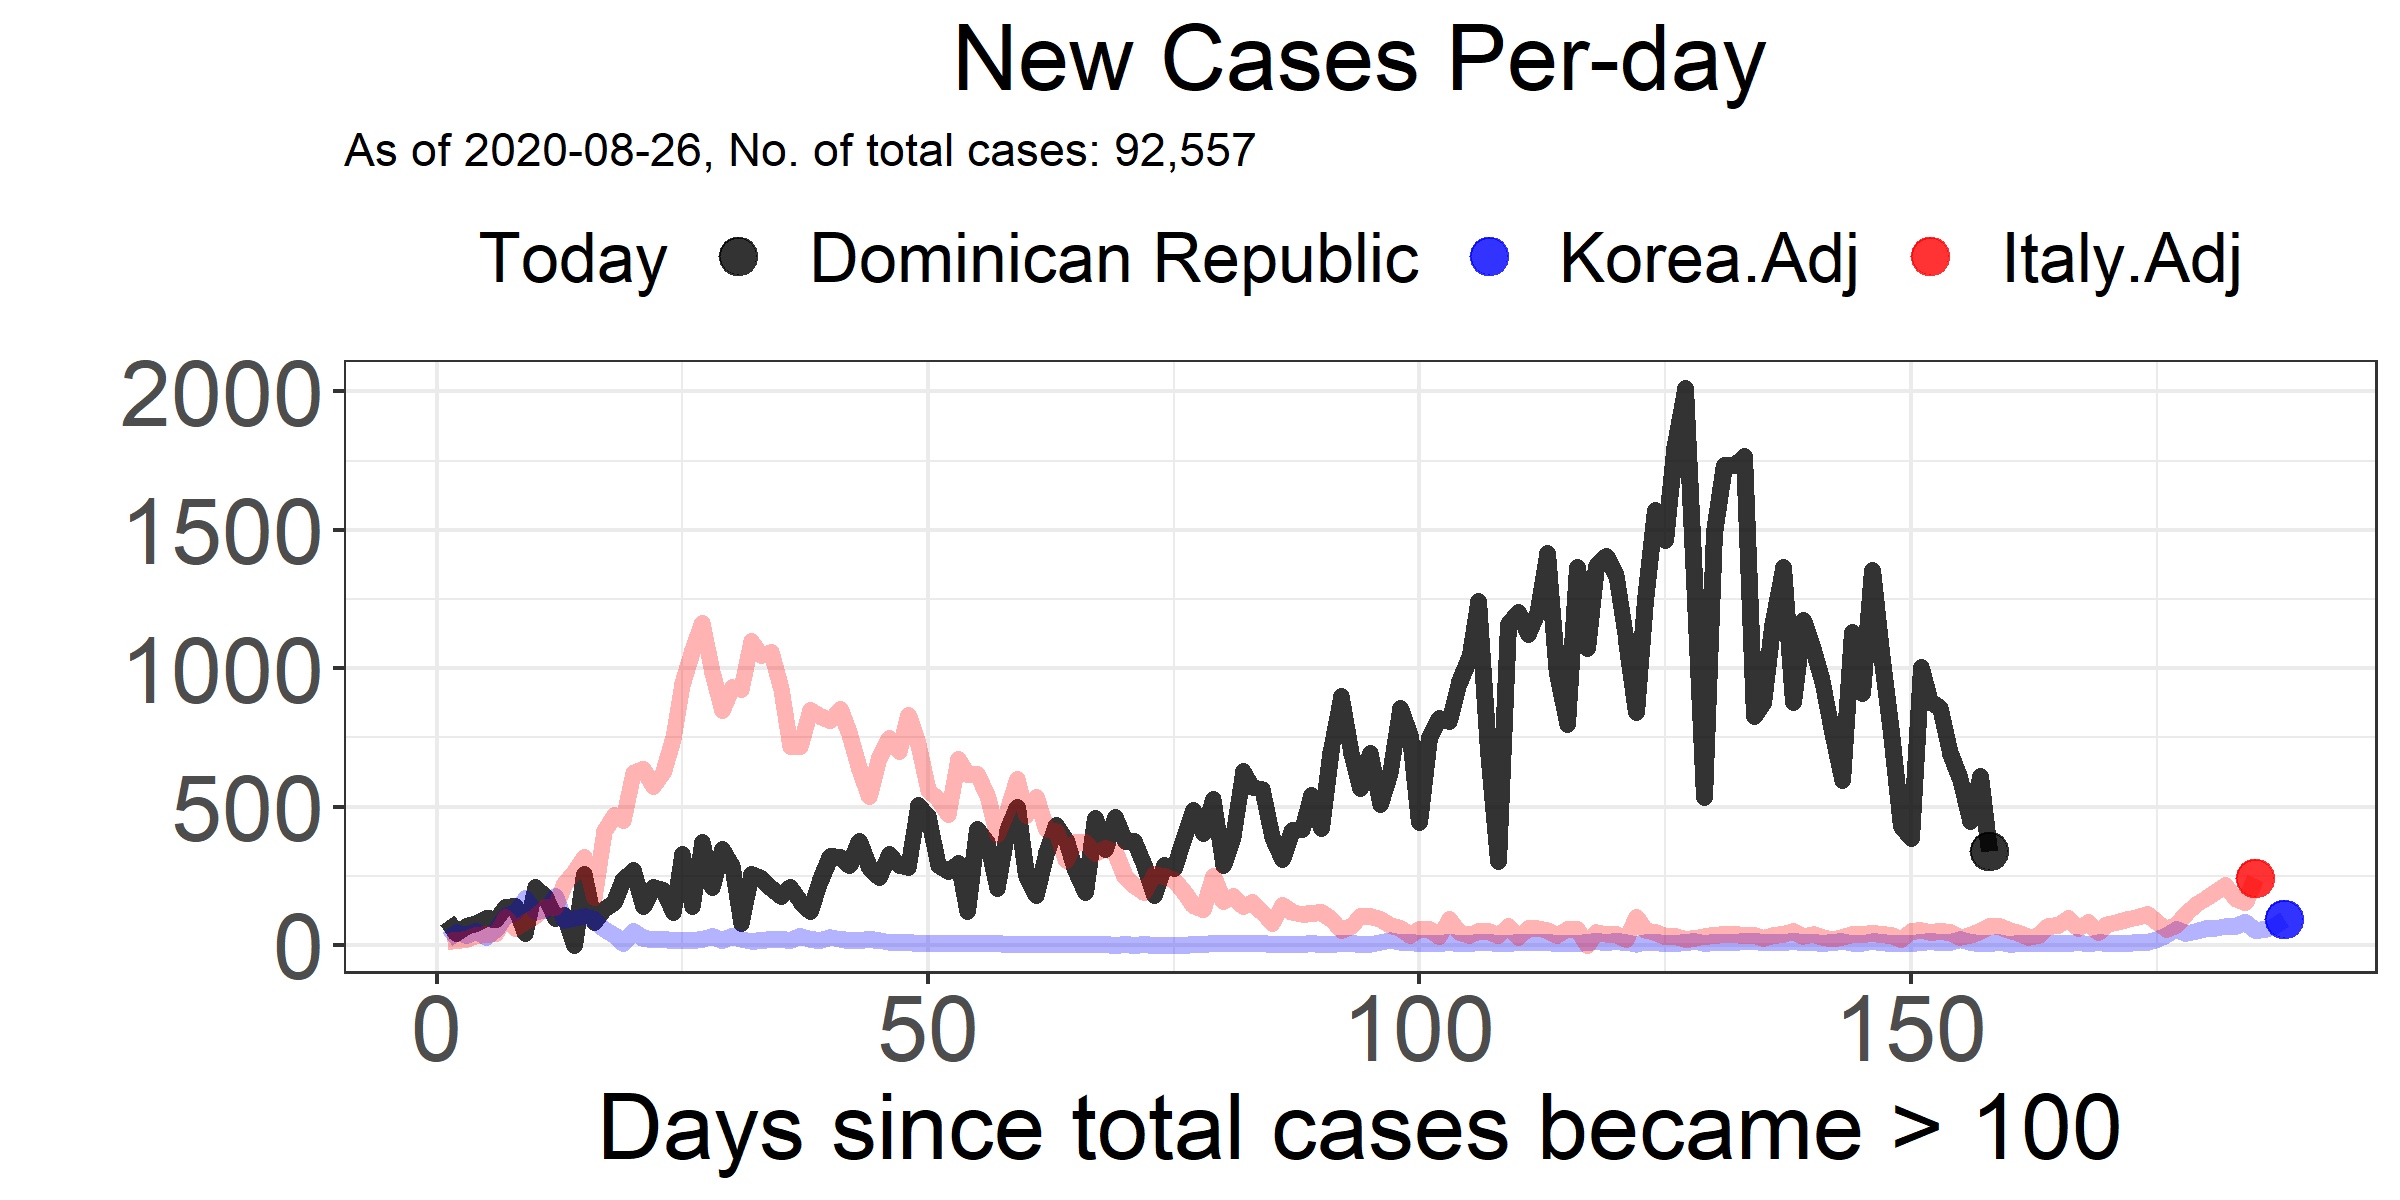 New Cases Per-day
As of 2020-08-26, No. of total cases: 92,557
Today Dominican Republic Korea.Adj Italy.Adj
2000
1500
1000
500
0
0 50 100 150
Days since total cases became > 100